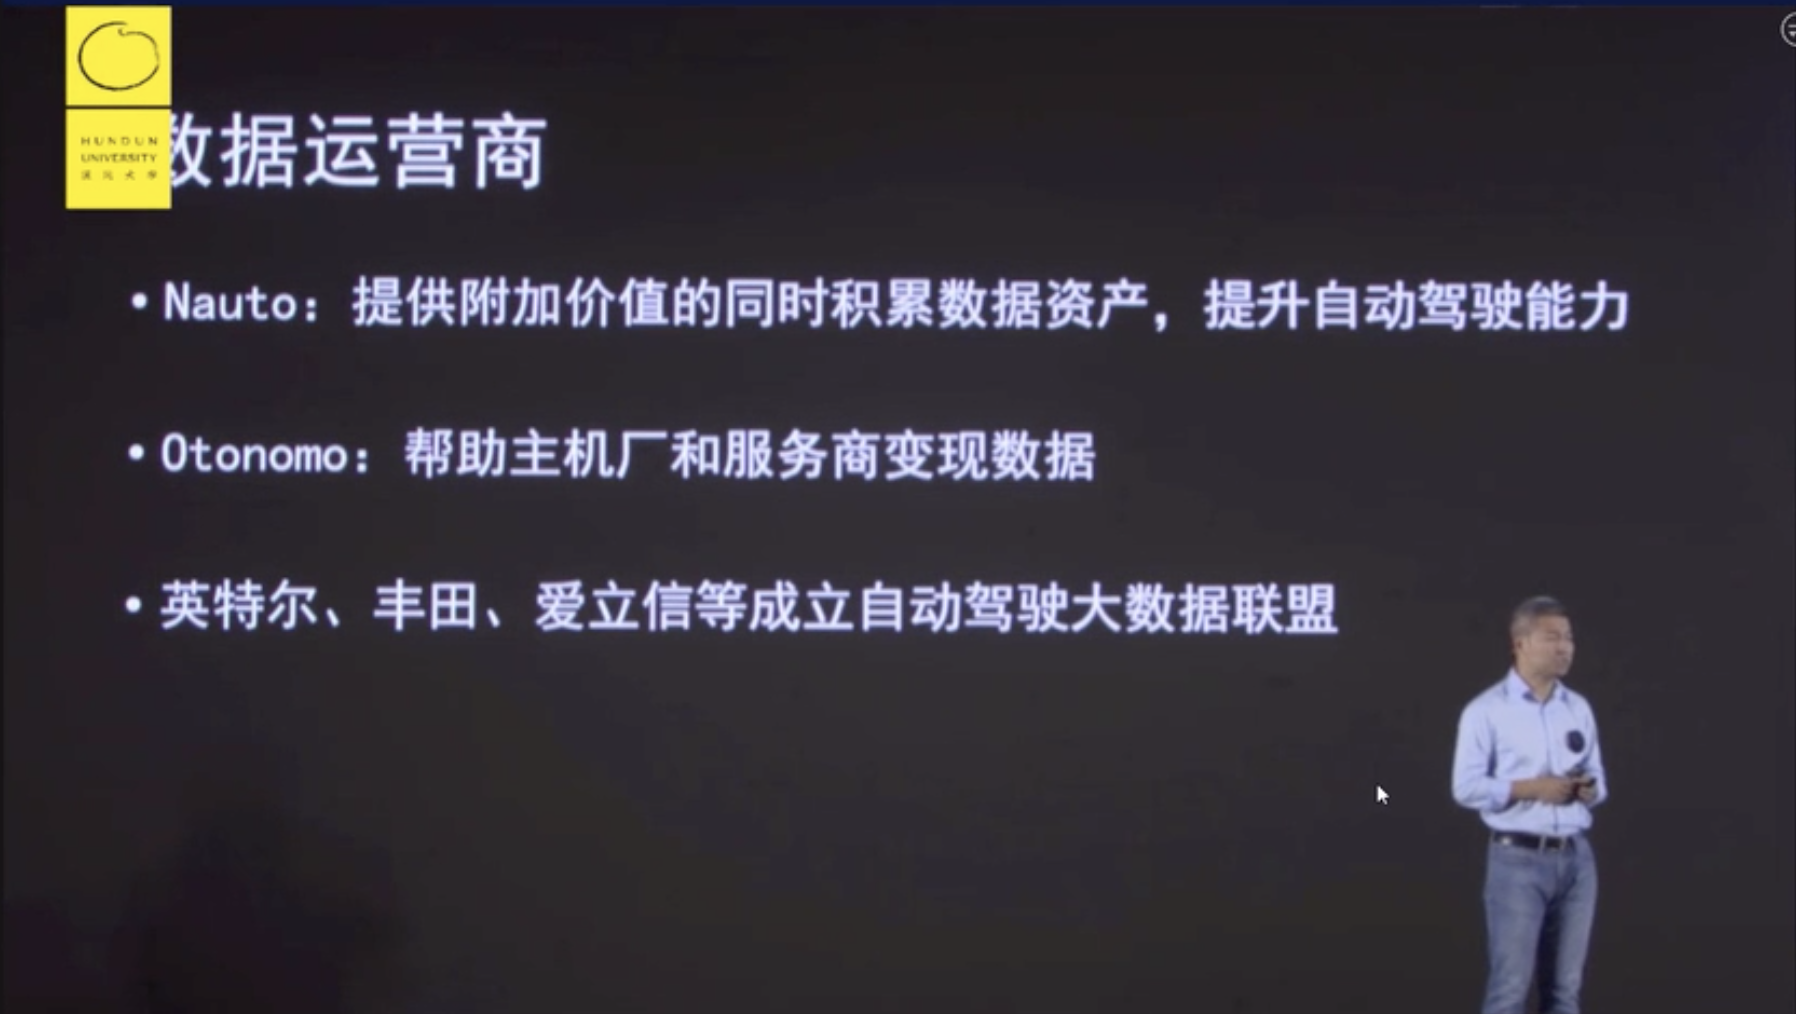 HUNDUN
UNIVERSITY
混沌大学
数据运营商
• Nauto：提供附加价值的同时积累数据资产，提升自动驾驶能力
• Otonomo：帮助主机厂和服务商变现数据
• 英特尔、丰田、爱立信等成立自动驾驶大数据联盟